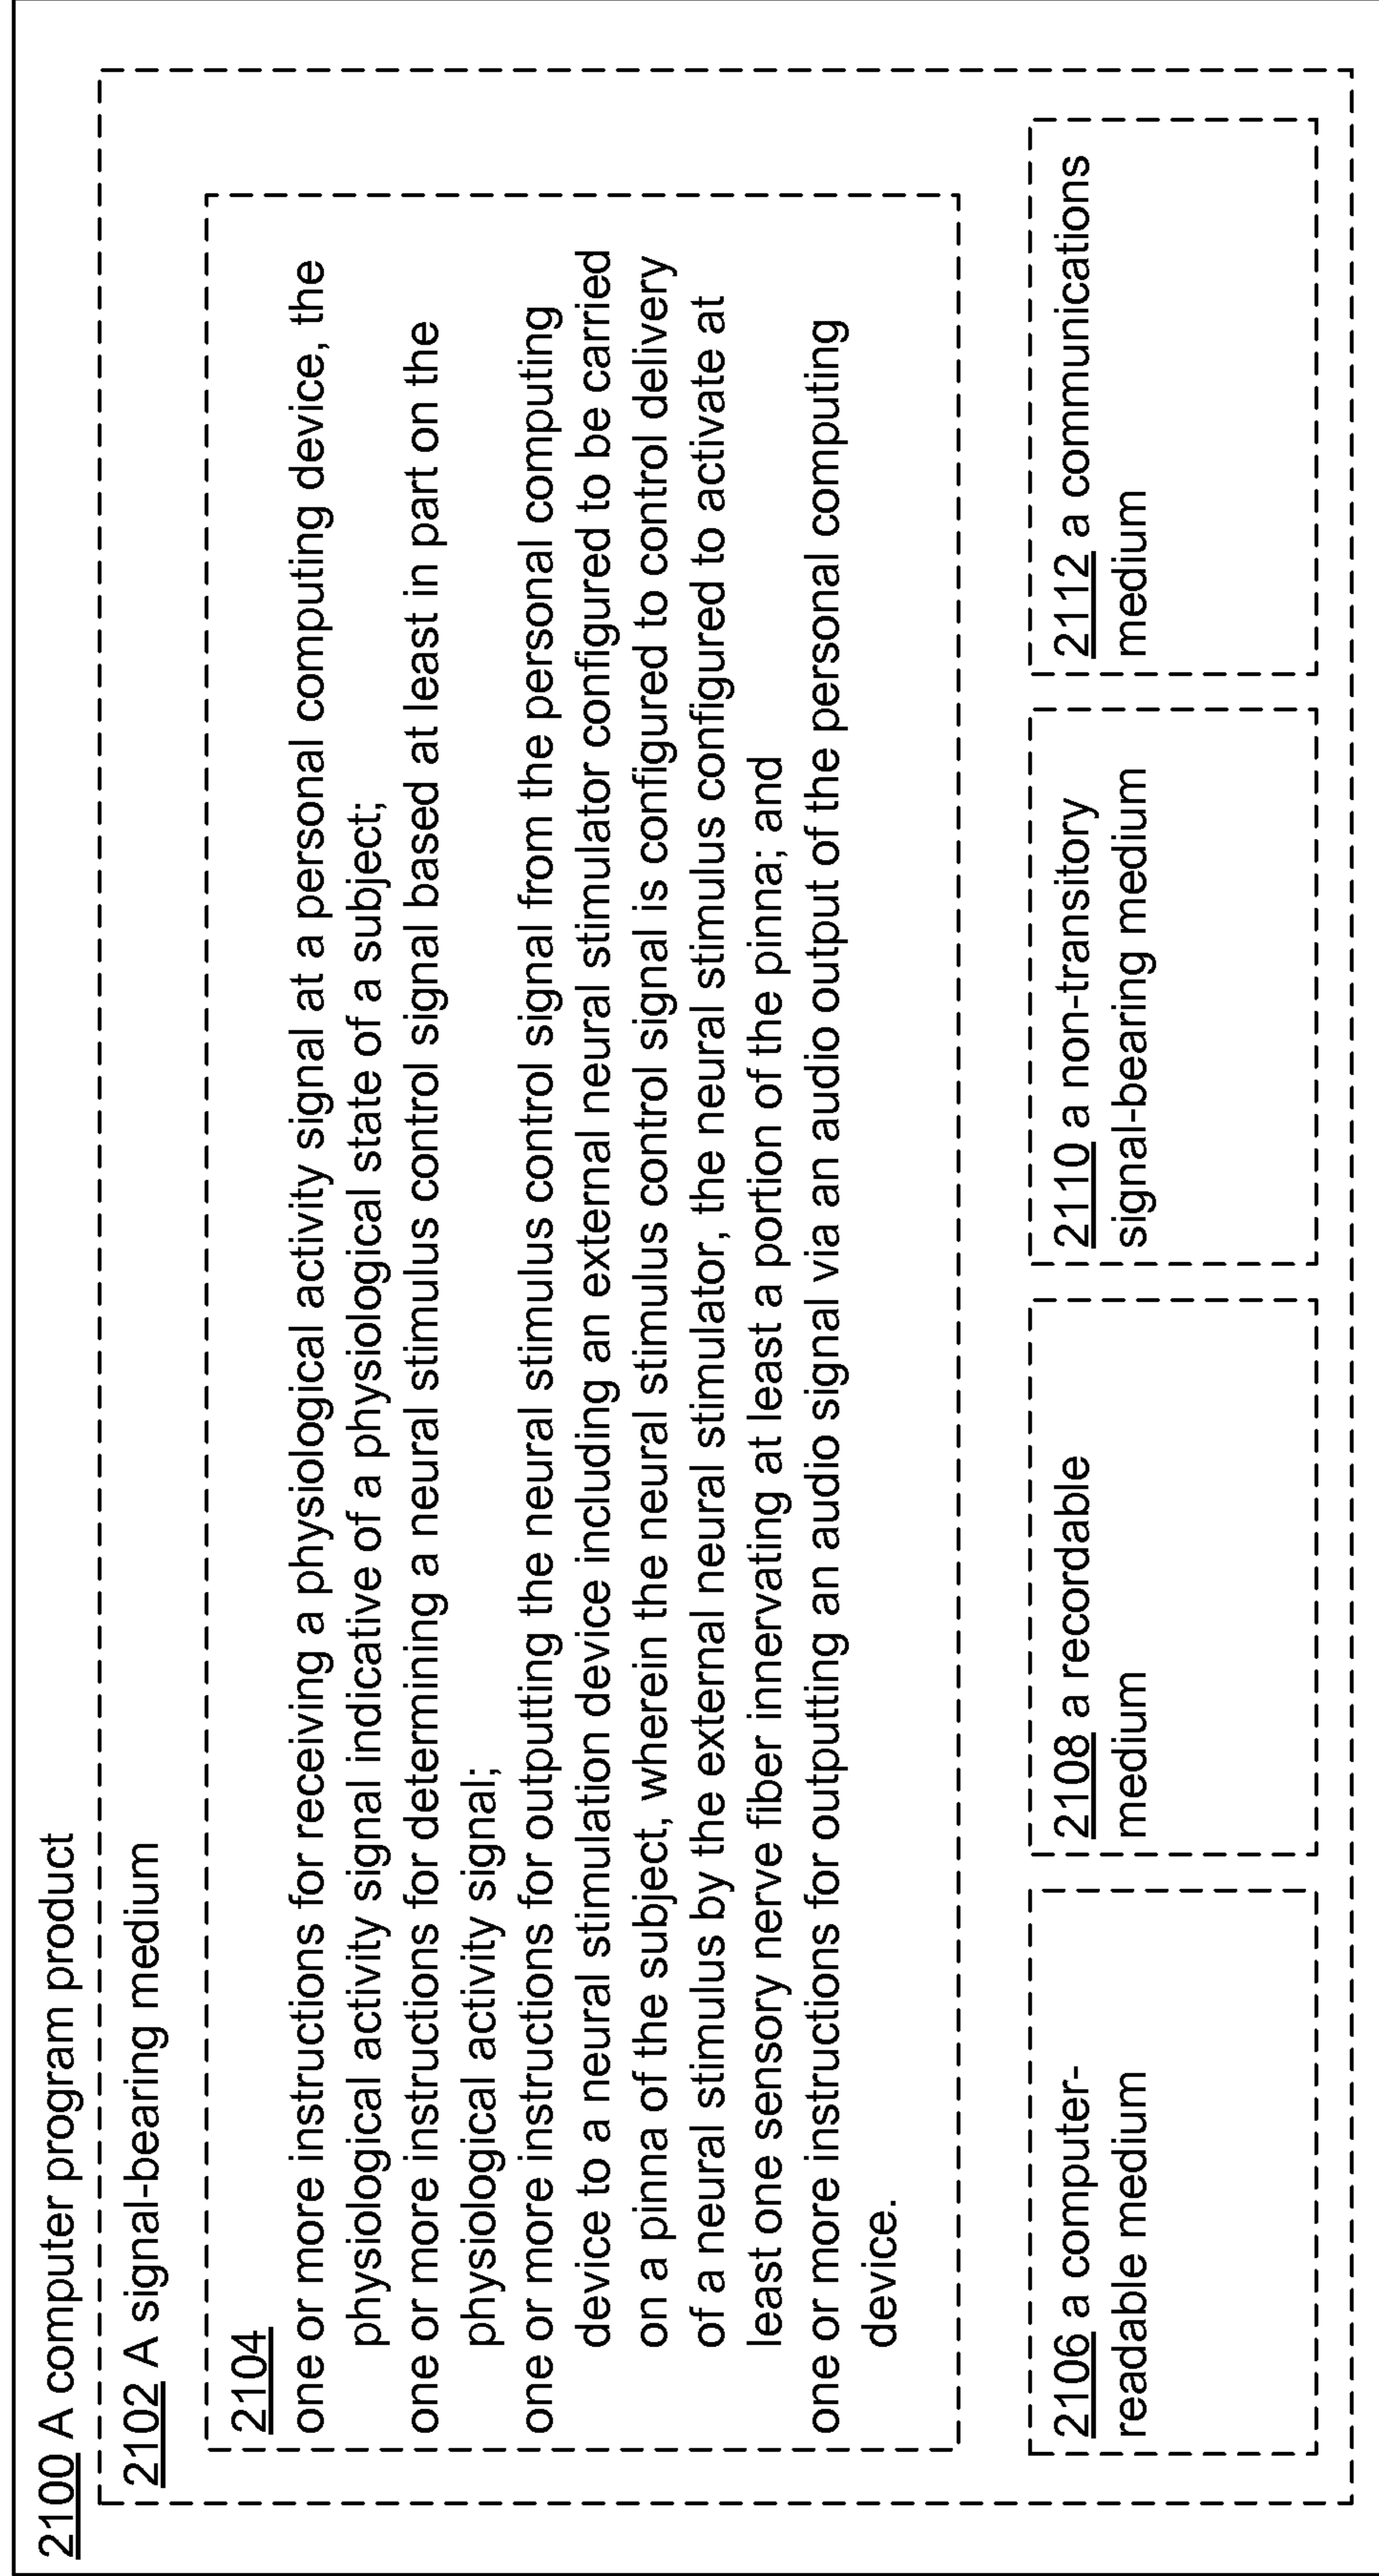 2100 A computer program product
2102 A signal-bearing medium
2104
one or more instructions for receiving a physiological activity signal at a personal computing device, the
physiological activity signal indicative of a physiological state of a subject;
one or more instructions for determining a neural stimulus control signal based at least in part on the
physiological activity signal;
one or more instructions for outputting the neural stimulus control signal from the personal computing
device to a neural stimulation device including an external neural stimulator configured to be carried
on a pinna of the subject, wherein the neural stimulus control signal is configured to control delivery
of a neural stimulus by the external neural stimulator, the neural stimulus configured to activate at
least one sensory nerve fiber innervating at least a portion of the pinna; and
one or more instructions for outputting an audio signal via an audio output of the personal computing
device.
2106 a computer-
readable medium
2108 a recordable
medium
2110 a non-transitory
signal-bearing medium
2112 a communications
medium